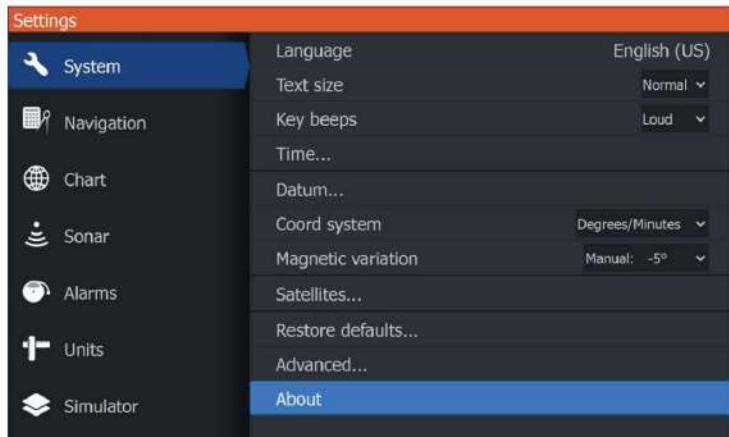 Settings
System
Navigation
Chart
Sonar
Alarms
Units
Simulator
Language English (US)
Text size Normal
Key beeps Loud
Time...
Datum...
Coord system Degrees/Minutes
Magnetic variation Manual: -5°
Satellites...
Restore defaults...
Advanced...
About